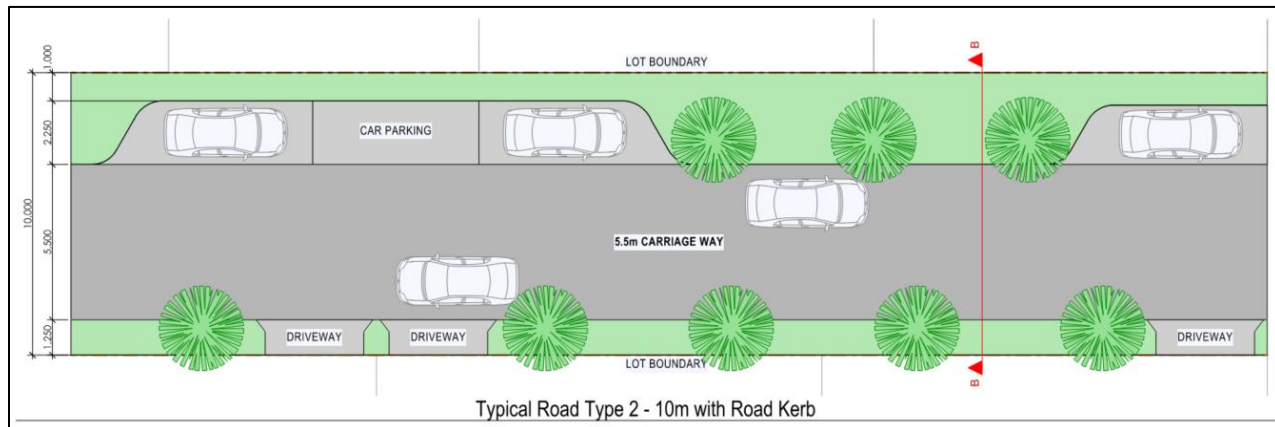 LOT BOUNDARY
B
1.000
2.250
CAR PARKING
10.000
5.500
5.5m CARRIAGE WAY
1.250
DRIVEWAY
DRIVEWAY
DRIVEWAY
LOT BOUNDARY
B
Typical Road Type 2 - 10m with Road Kerb